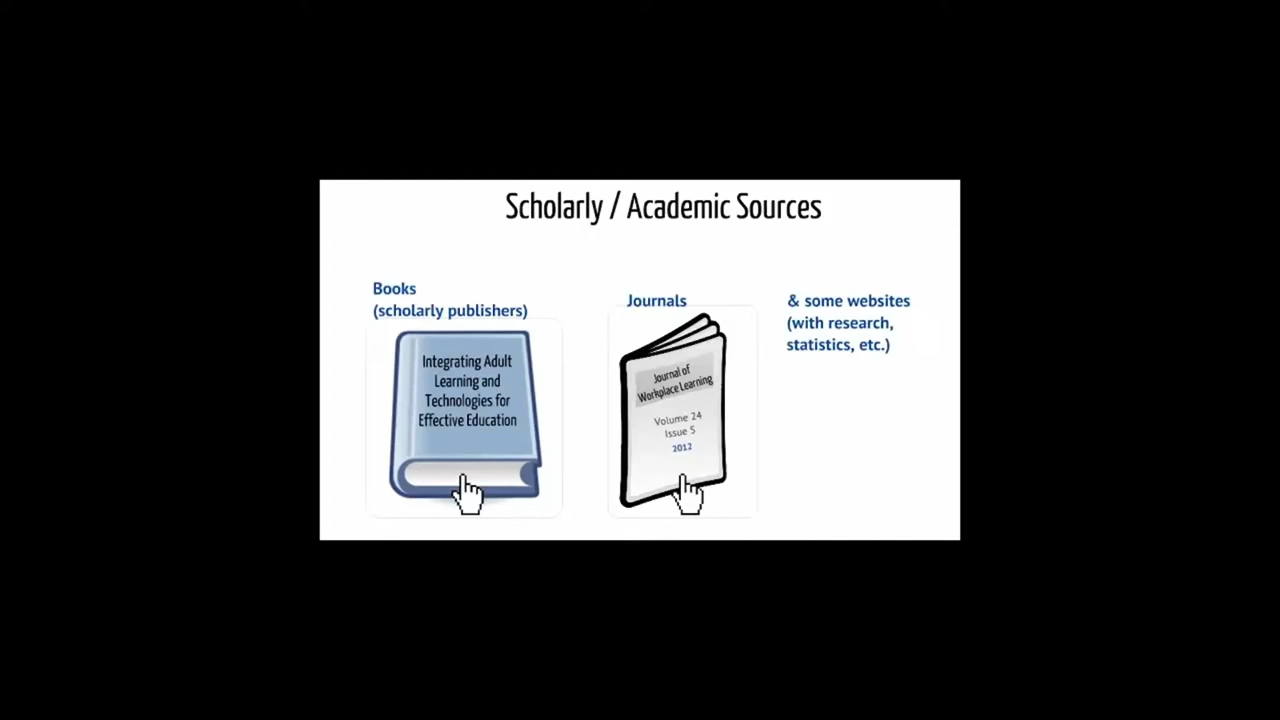 Scholarly / Academic Sources
Books
(scholarly publishers)
Integrating Adult
Learning and
Technologies for
Effective Education
Journals
Journal of
Workplace Learning
Volume 24
Issue 5
2012
& some websites
(with research,
statistics, etc.)